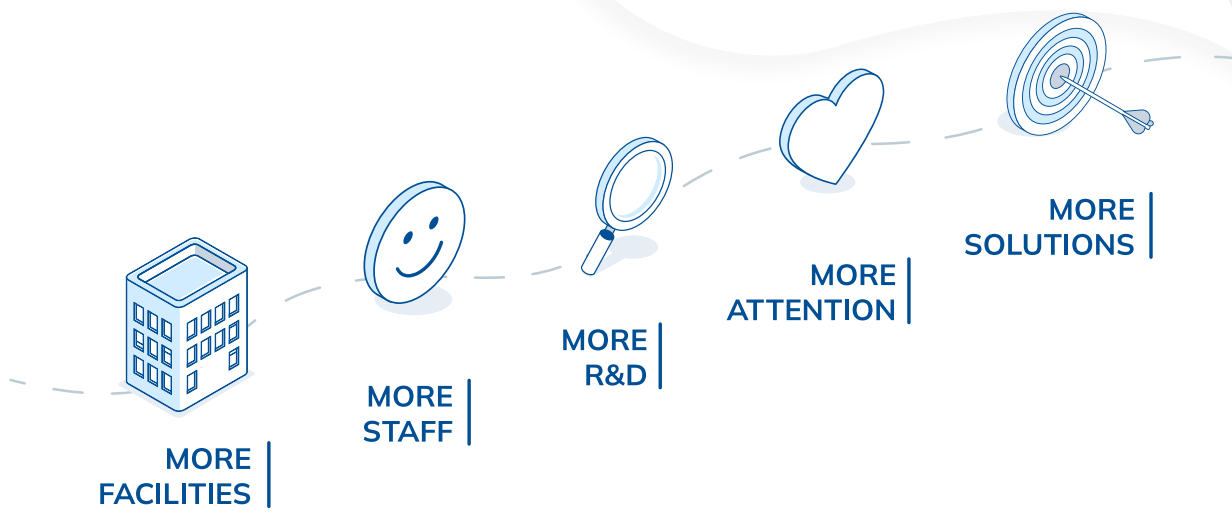 MORE
FACILITIES
MORE
STAFF
MORE
R&D
MORE
ATTENTION
MORE
SOLUTIONS